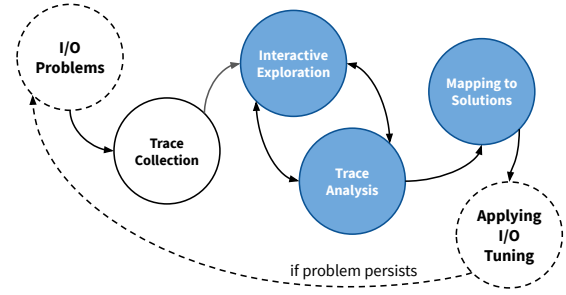 I/O
Problems
Trace
Collection
Interactive
Exploration
Trace
Analysis
Mapping to
Solutions
Applying
I/O
Tuning
if problem persists